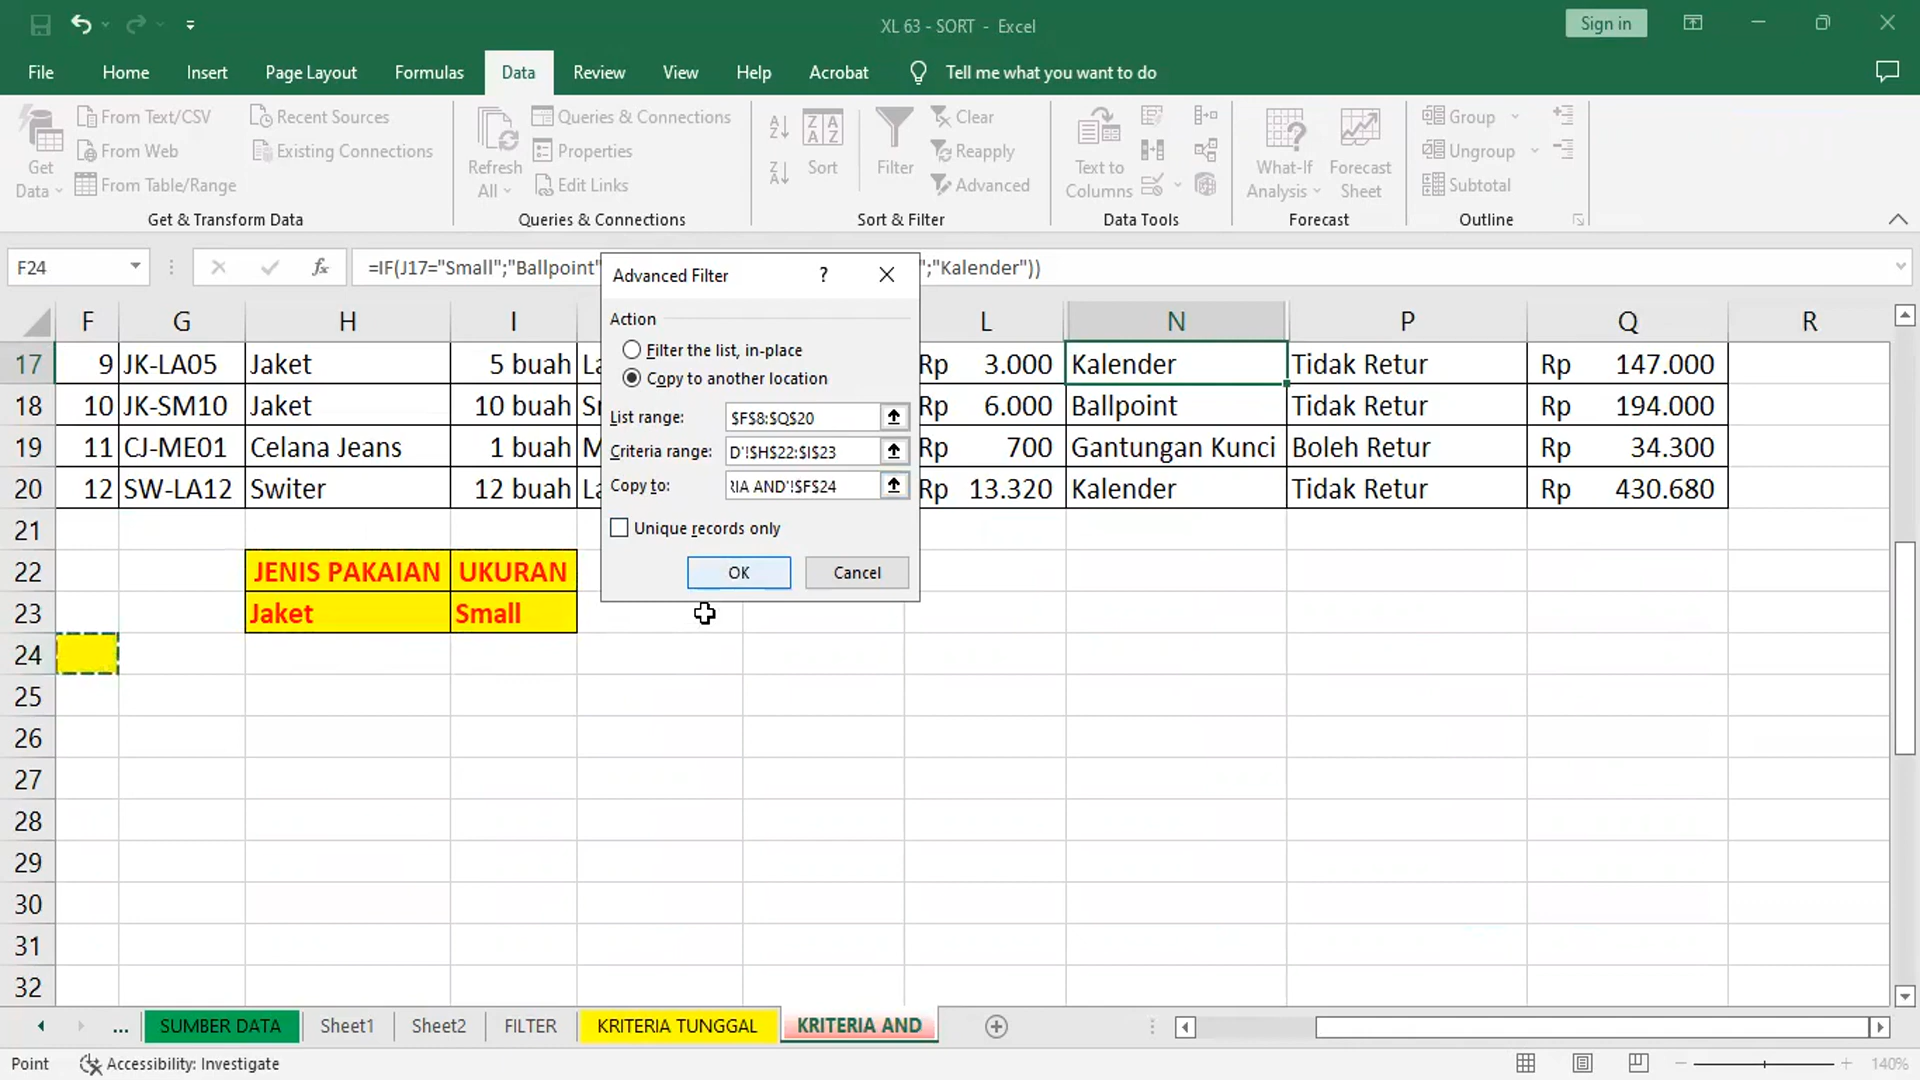 XL 63 - SORT - Excel
Sign in
File Home Insert Page Layout Formulas Data Review View Help Acrobat Tell me what you want to do
Get Data
From Text/CSV
From Web
From Table/Range
Recent Sources
Existing Connections
Get & Transform Data
Refresh All
Queries & Connections
Properties
Edit Links
Queries & Connections
Sort
Filter
Clear
Reapply
Advanced
Sort & Filter
Text to Columns
Data Tools
What-If Analysis
Forecast Sheet
Forecast
Group
Ungroup
Subtotal
Outline
F24 fx =IF(J17="Small";"Ballpoint" ;"Kalender"))
Advanced Filter ?
Action
Filter the list, in-place
Copy to another location
List range: $F$8:$Q$20
Criteria range: D'!$H$22:$I$23
Copy to: RIA AND'!$F$24
Unique records only
OK Cancel
F G H I L N P Q R
17 9 JK-LA05 Jaket 5 buah La Rp 3.000 Kalender Tidak Retur Rp 147.000
18 10 JK-SM10 Jaket 10 buah Sr Rp 6.000 Ballpoint Tidak Retur Rp 194.000
19 11 CJ-ME01 Celana Jeans 1 buah M Rp 700 Gantungan Kunci Boleh Retur Rp 34.300
20 12 SW-LA12 Switer 12 buah La Rp 13.320 Kalender Tidak Retur Rp 430.680
21
22 JENIS PAKAIAN UKURAN
23 Jaket Small
24
25
26
27
28
29
30
31
32
... SUMBER DATA Sheet1 Sheet2 FILTER KRITERIA TUNGGAL KRITERIA AND
Point Accessibility: Investigate 140%